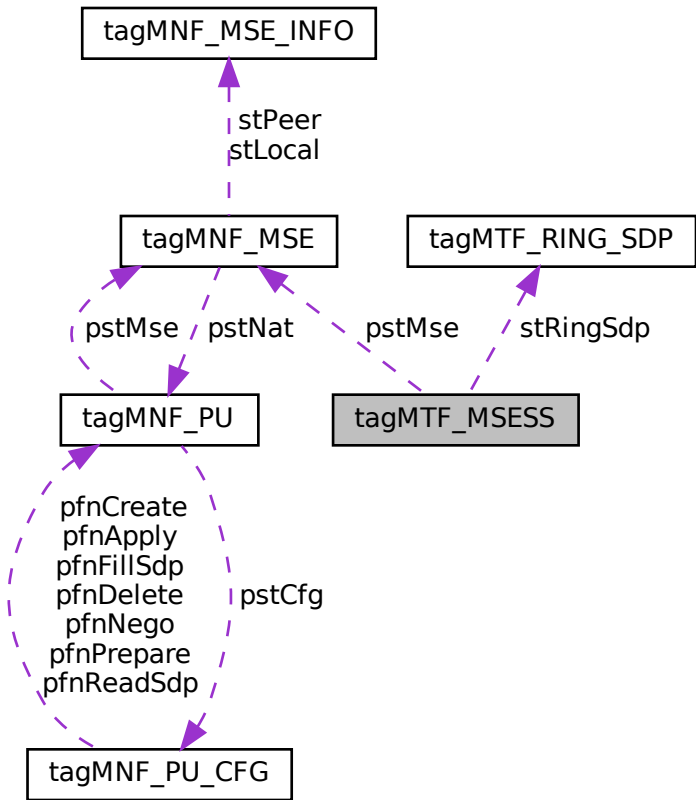 tagMNF_MSE_INFO
stPeer
stLocal
tagMNF_MSE
tagMTF_RING_SDP
pstMse
pstNat
pstMse
stRingSdp
tagMNF_PU
tagMTF_MSESS
pfnCreate
pfnApply
pfnFillSdp
pfnDelete
pfnNego
pfnPrepare
pfnReadSdp
pstCfg
tagMNF_PU_CFG